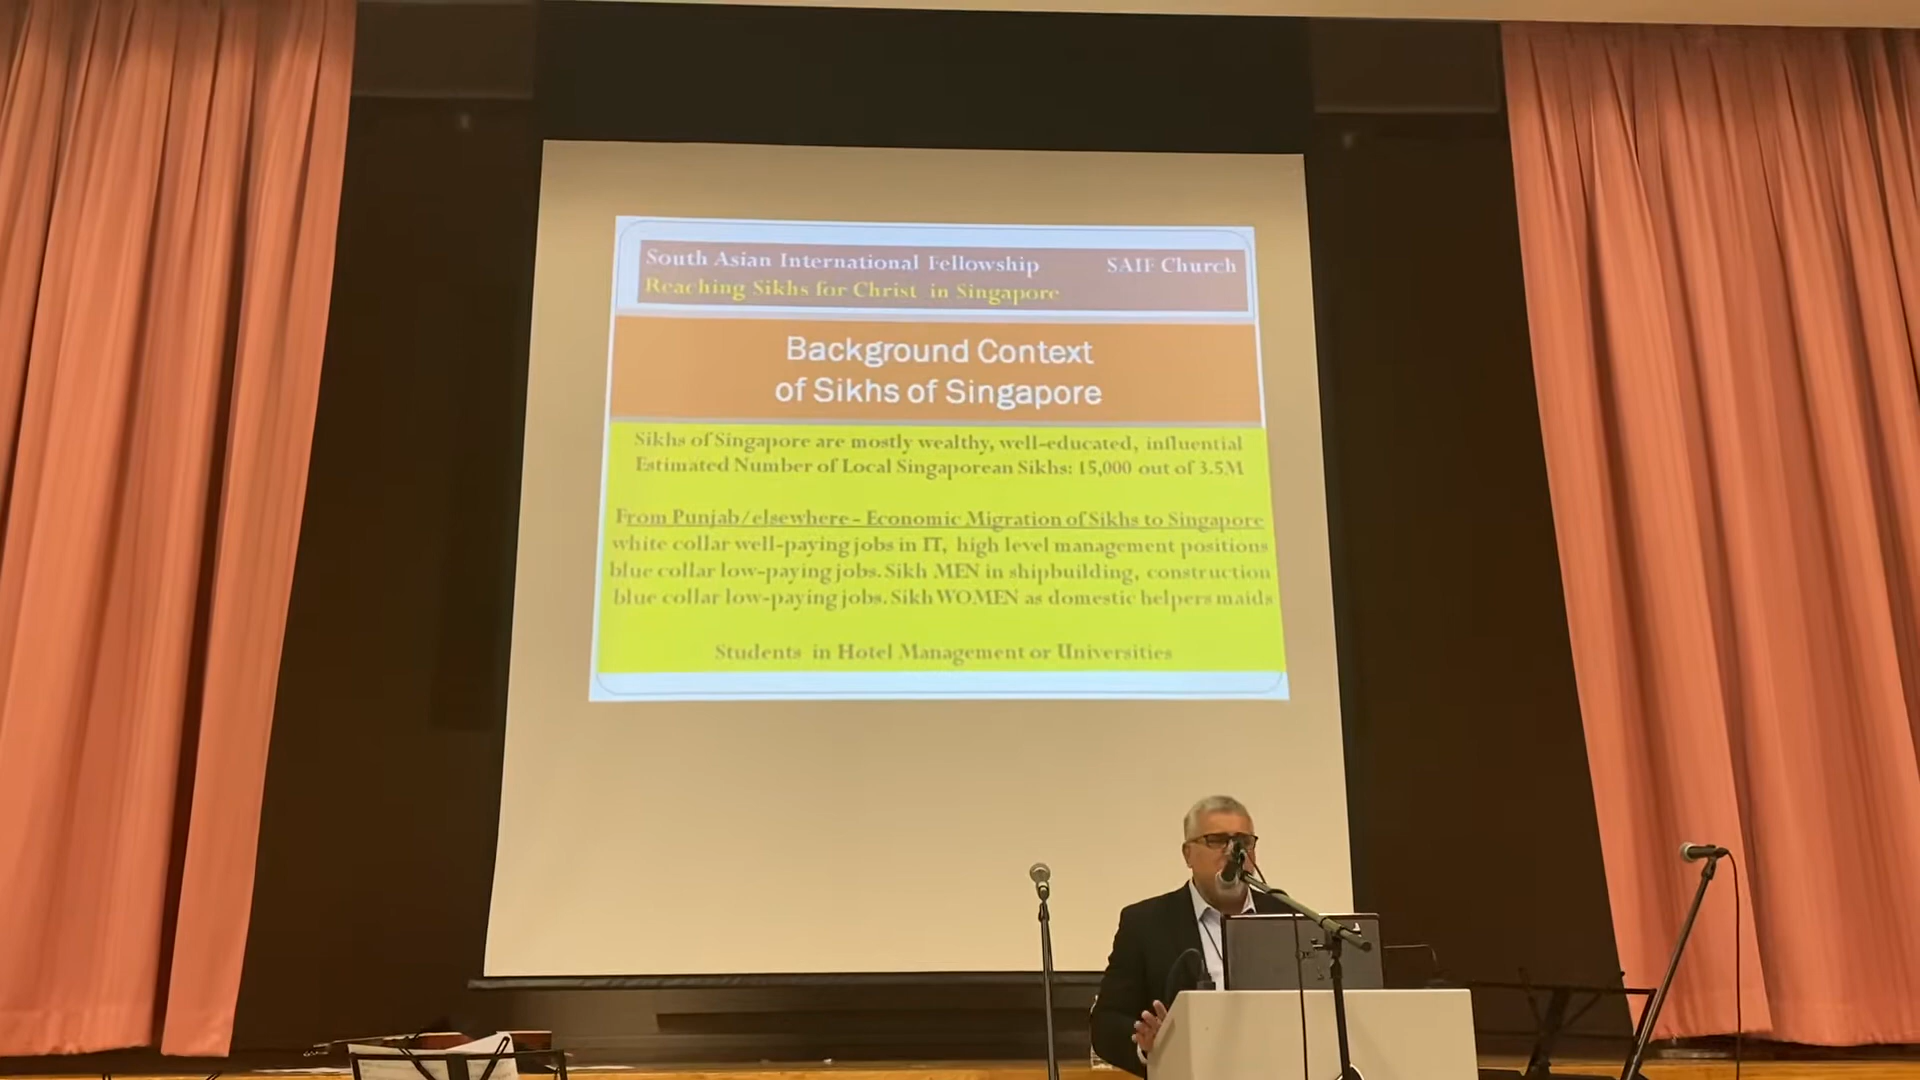 South Asian International Fellowship SAIF Church
Reaching Sikhs for Christ in Singapore
Background Context
of Sikhs of Singapore
Sikhs of Singapore are mostly wealthy, well-educated, influential
Estimated Number of Local Singaporean Sikhs: 15,000 out of 3.5M
From Punjab/elsewhere - Economic Migration of Sikhs to Singapore
white collar well-paying jobs in IT, high level management positions
blue collar low-paying jobs. Sikh MEN in shipbuilding, construction
blue collar low-paying jobs. Sikh WOMEN as domestic helpers maids
Students in Hotel Management or Universities